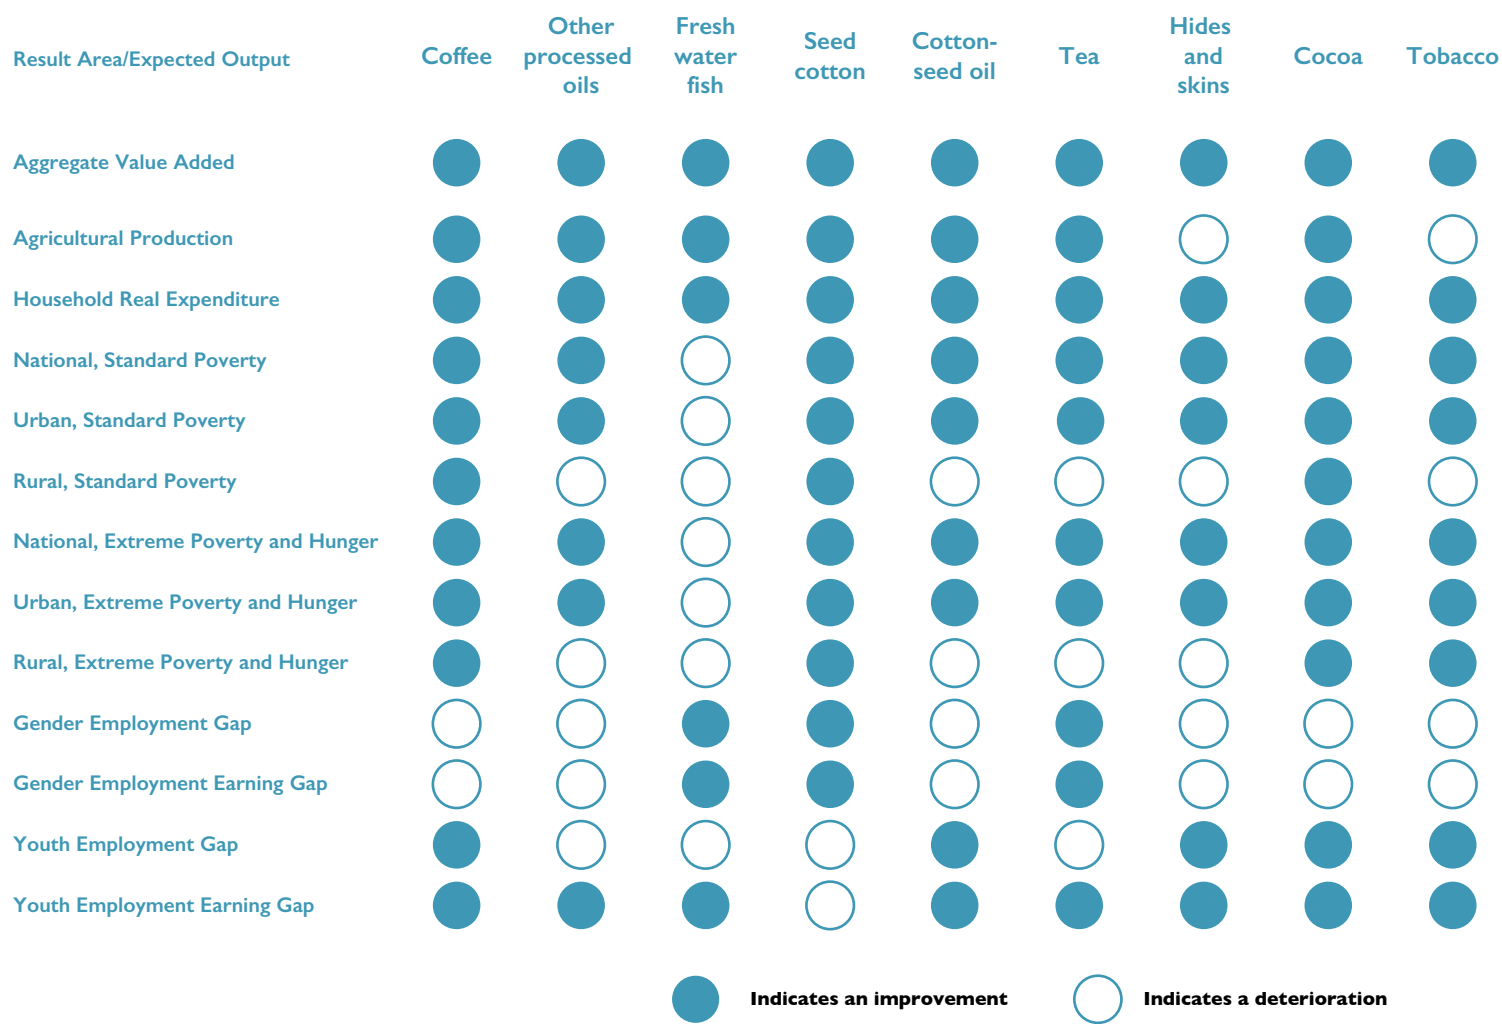 Result Area/Expected Output
Coffee
Other
processed
oils
Fresh
water
fish
Seed
cotton
Cotton-
seed oil
Tea
Hides
and
skins
Cocoa
Tobacco
Aggregate Value Added
Agricultural Production
Household Real Expenditure
National, Standard Poverty
Urban, Standard Poverty
Rural, Standard Poverty
National, Extreme Poverty and Hunger
Urban, Extreme Poverty and Hunger
Rural, Extreme Poverty and Hunger
Gender Employment Gap
Gender Employment Earning Gap
Youth Employment Gap
Youth Employment Earning Gap
Indicates an improvement
Indicates a deterioration